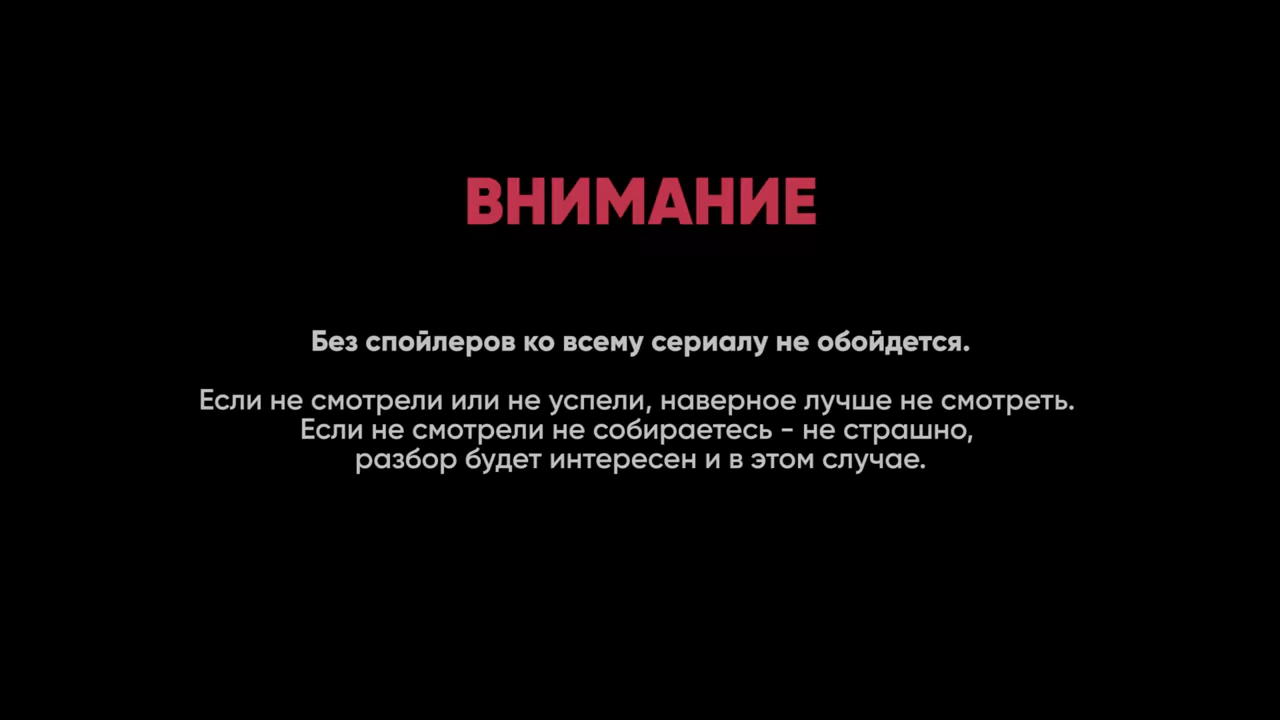 ВНИМАНИЕ
Без спойлеров ко всему сериалу не обойдется.
Если не смотрели или не успели, наверное лучше не смотреть.
Если не смотрели не собираетесь - не страшно,
разбор будет интересен и в этом случае.